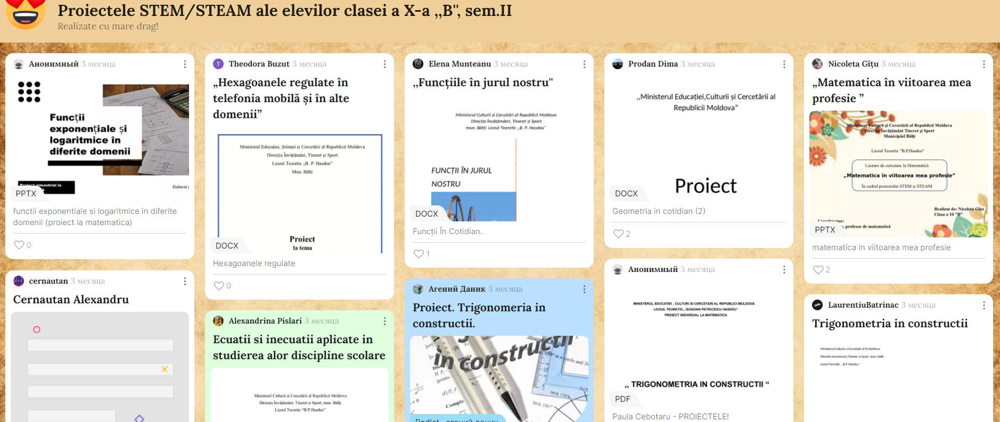 Proiectele STEM/STEAM ale elevilor clasei a X-a ,,B", sem.II
Realizate cu mare drag!
Анонимный 3 месяца
Funcții
exponențiale și
logaritmice în
diferite domenii
Proiect simestrial la
Elaborat
PPTX
functii exponentiale si logaritmice in diferite
domenii (proiect la matematica)
0
cernautan 3 месяца
Cernautan Alexandru
Theodora Buzut 3 месяца
„Hexagoanele regulate în
telefonia mobilă și în alte
domenii”
Ministerul Educației, Științei și Cercetării al Republicii Moldova
Direcția Învățământ, Tineret și Sport
Liceul Teoretic „B. P. Hasdeu”
Mun. Bălți
Proiect
la tema
DOCX
Hexagoanele regulate
0
Alexandrina Pislari 3 месяца
Ecuatii si inecuatii aplicate in
studierea alor discipline scolare
Ministerul Culturii și Cercetării al Republicii Moldova
Direcția Învățământ, Tineret și Sport, mun. Bălți
Liceul Teoretic “B.P.Hasdeu”
Elena Munteanu 3 месяца
,,Funcțiile în jurul nostru"
Ministerul Culturii și Cercetări al Republicii Moldova
Direcția Învățământ, Tineret și Sport
mun. Bălți Liceul Teoretic ,,B. P. Hasdeu”
FUNCȚII ÎN JURUL
NOSTRU
DOCX
Funcții În Cotidian.
1
Агений Даник 3 месяца
Proiect. Trigonomeria in
constructii.
in constructii
If P,
points
Comple
Padlet - агений даник
Prodan Dima 3 месяца
,,Ministerul Educației,Culturii și Cercetării al
Republicii Moldova”
Proiect
DOCX
Geometria in cotidian (2)
2
Анонимный 3 месяца
MINISTERUL EDUCATIEI , CULTURI SI CERCETARI AL REPUBLICI MOLDOVA
LICEUL TEORETIC,, BOGDAN PETRICEICU HASDEU”
PROIECT INDIVIDUAL LA MATEMATICA
,, TRIGONOMETRIA IN CONSTRUCTII “
PDF
Paula Cebotaru - PROIECTELE!
Nicoleta Gîțu 3 месяца
„Matematica în viitoarea mea
profesie ”
Ministerul Culturii și Cercetării al Republicii Moldova
Direcția Învățământ Tineret și Sport
Municipiul Bălți
Liceul Teoretic ”B.P.Hasdeu”
Lucrare de cercetare la Matematică
„Matematica în viitoarea mea profesie”
În cadrul proiectului STEM și STEAM
Realizat de: Nicoleta Gîțu
Clasa a 10 ”B”
Coordonator:
, profesor de matematică
PPTX
matematica in viitoarea mea profesie
2
LaurentiuBatrinac 3 месяца
Trigonometria in constructii
Ministerul Culturii si Cercetarii al R.Moldova
Directia Invatamant,Tineret si Sport, mun. Balti
Liceul Teoretic ,, B.P.Hasdeu ''